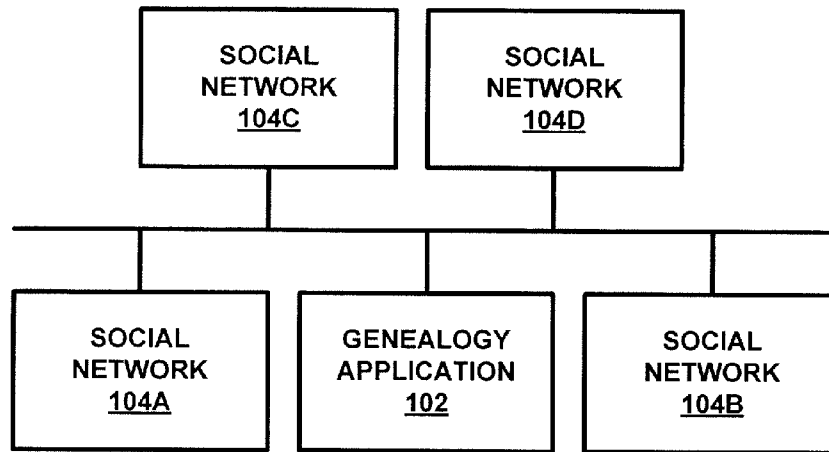 SOCIAL
NETWORK
104C
SOCIAL
NETWORK
104D
SOCIAL
NETWORK
104A
GENEALOGY
APPLICATION
102
SOCIAL
NETWORK
104B